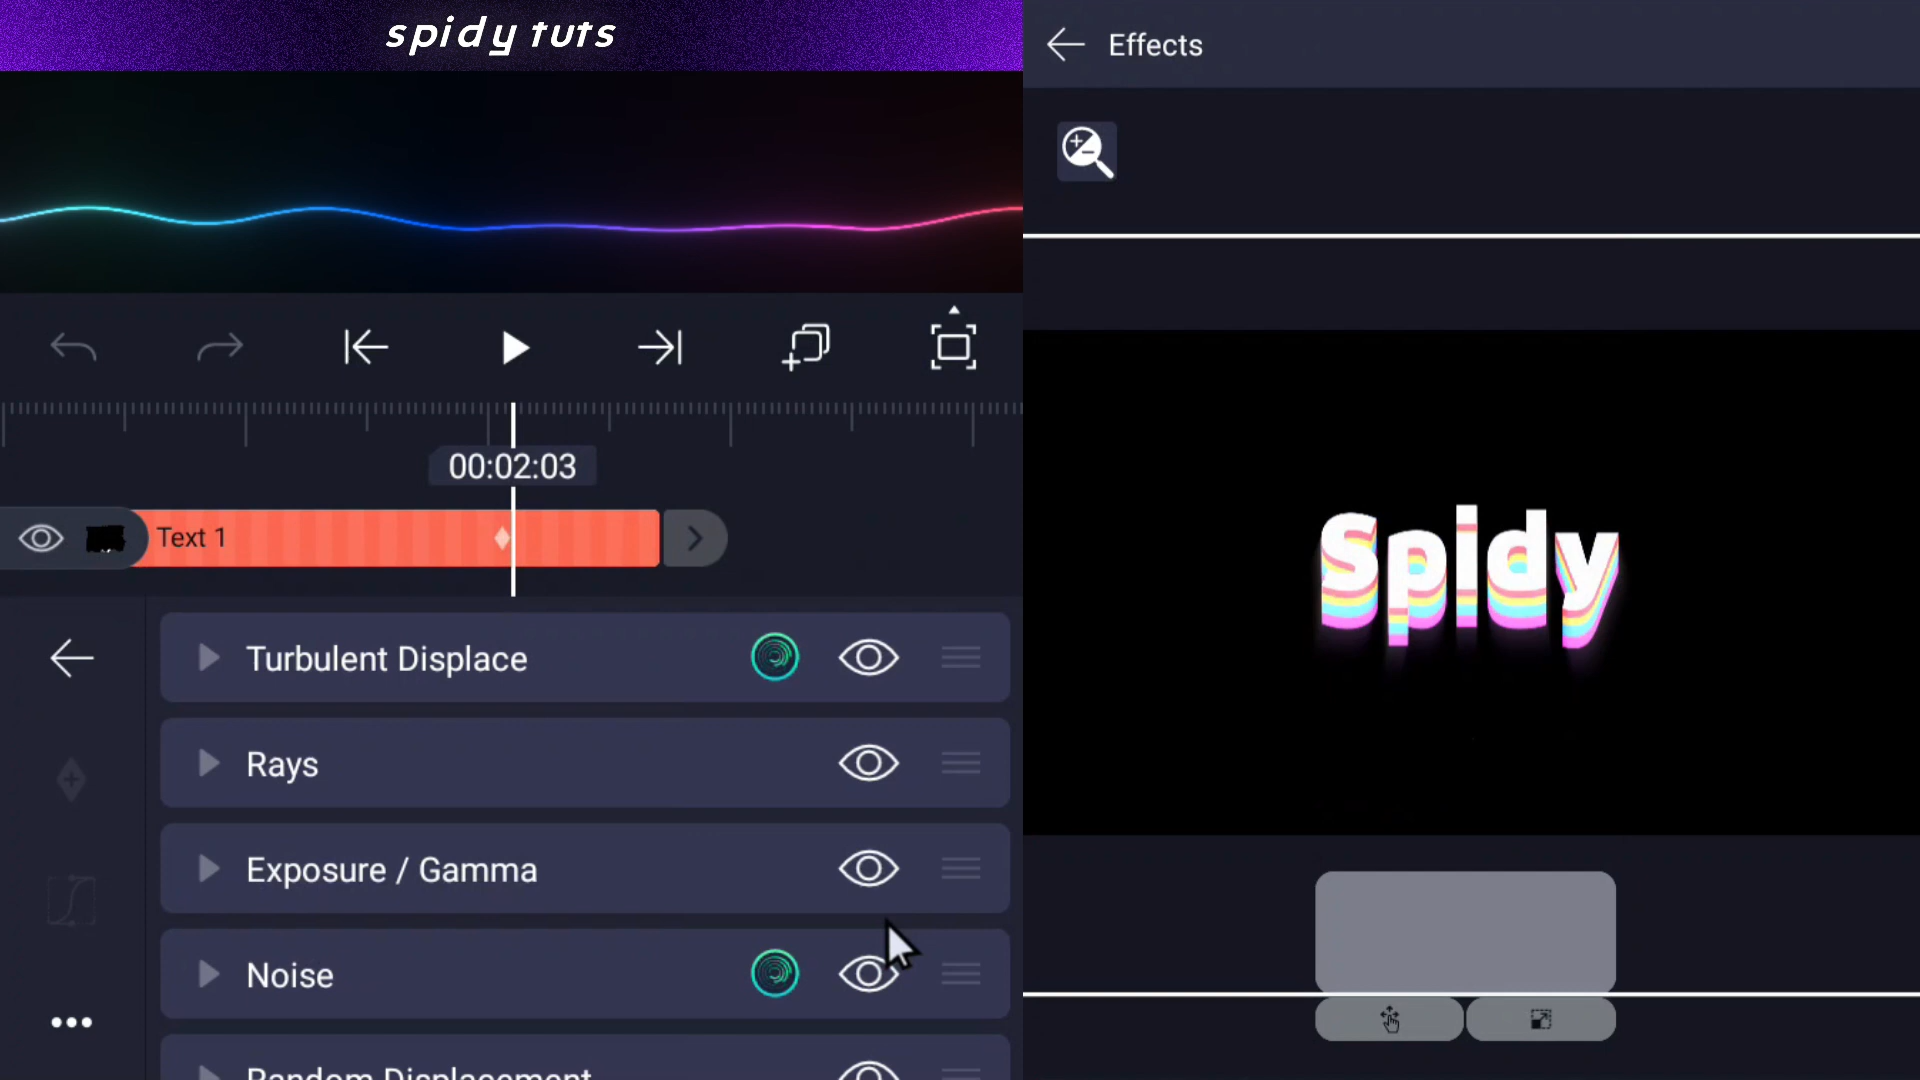 spidy tuts
Effects
00:02:03
Text 1
Spidy
Turbulent Displace
Rays
Exposure / Gamma
Noise
Random Displacement